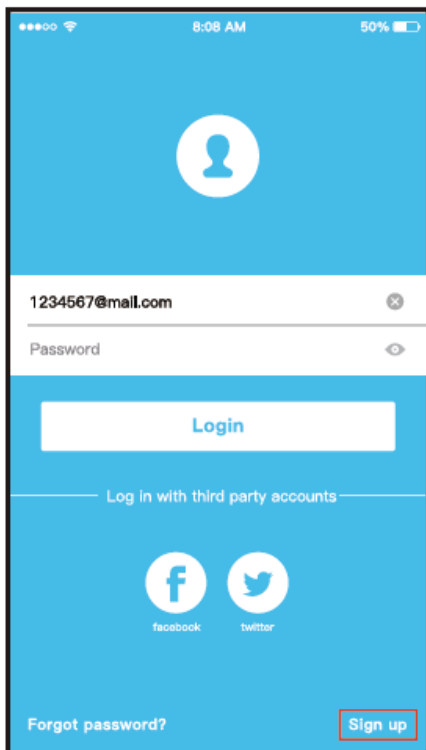 8:08 AM 50%
1234567@mail.com
Password
Login
Log in with third party accounts
facebook twitter
Forgot password? Sign up